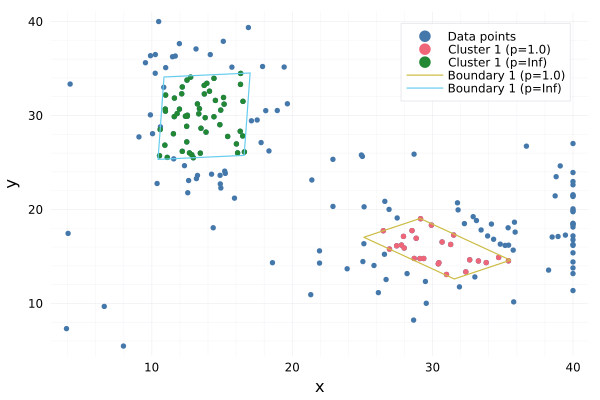 40
30
20
10
y
10
20
30
40
x
Data points
Cluster 1 (p=1.0)
Cluster 1 (p=Inf)
Boundary 1 (p=1.0)
Boundary 1 (p=Inf)